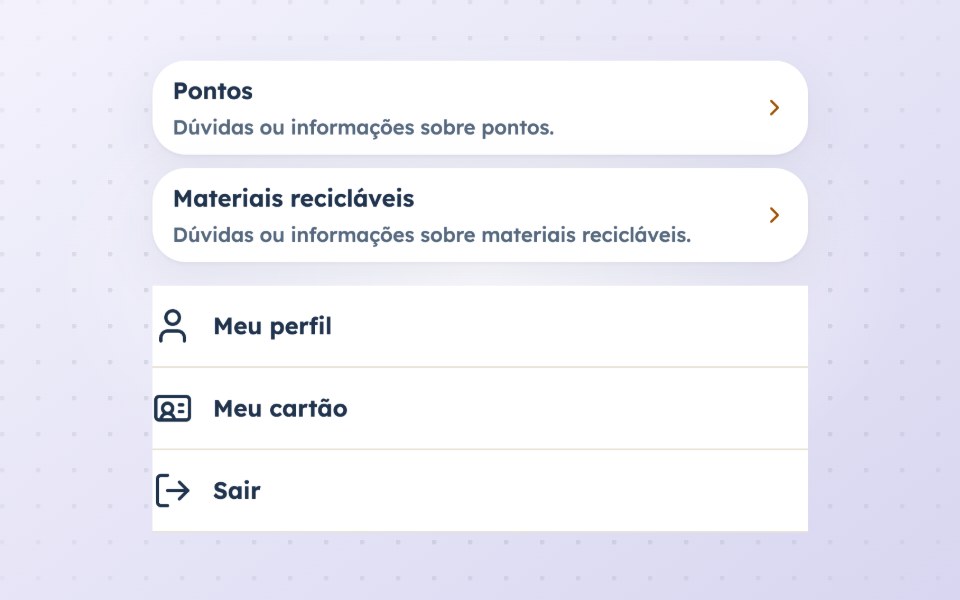 Pontos
Dúvidas ou informações sobre pontos.
Materiais recicláveis
Dúvidas ou informações sobre materiais recicláveis.
Meu perfil
Meu cartão
Sair